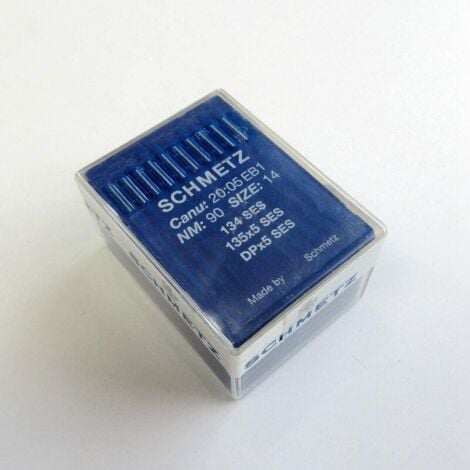 SCHMETZ
Canu: 20:05 EB1
NM: 90 SIZE: 14
134 SES
135x5 SES
DPx5 SES
Made by Schmetz
SCHMETZ
SCHMETZ